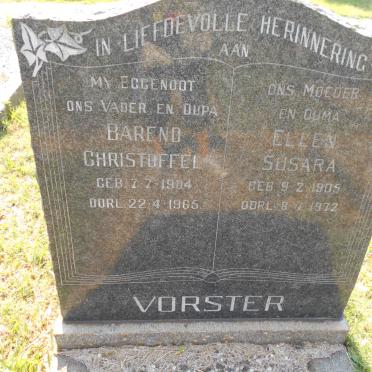 IN LIEFDEVOLLE HERINNERING
AAN
MY EGGENOOT
ONS VADER EN OUPA
BAREND
CHRISTOFFEL
GEB. 7-7-1904
OORL. 22-4-1965
ONS MOEDER
EN OUMA
ELLEN
SUSARA
GEB. 9-2-1905
OORL. 8-7-1972
VORSTER